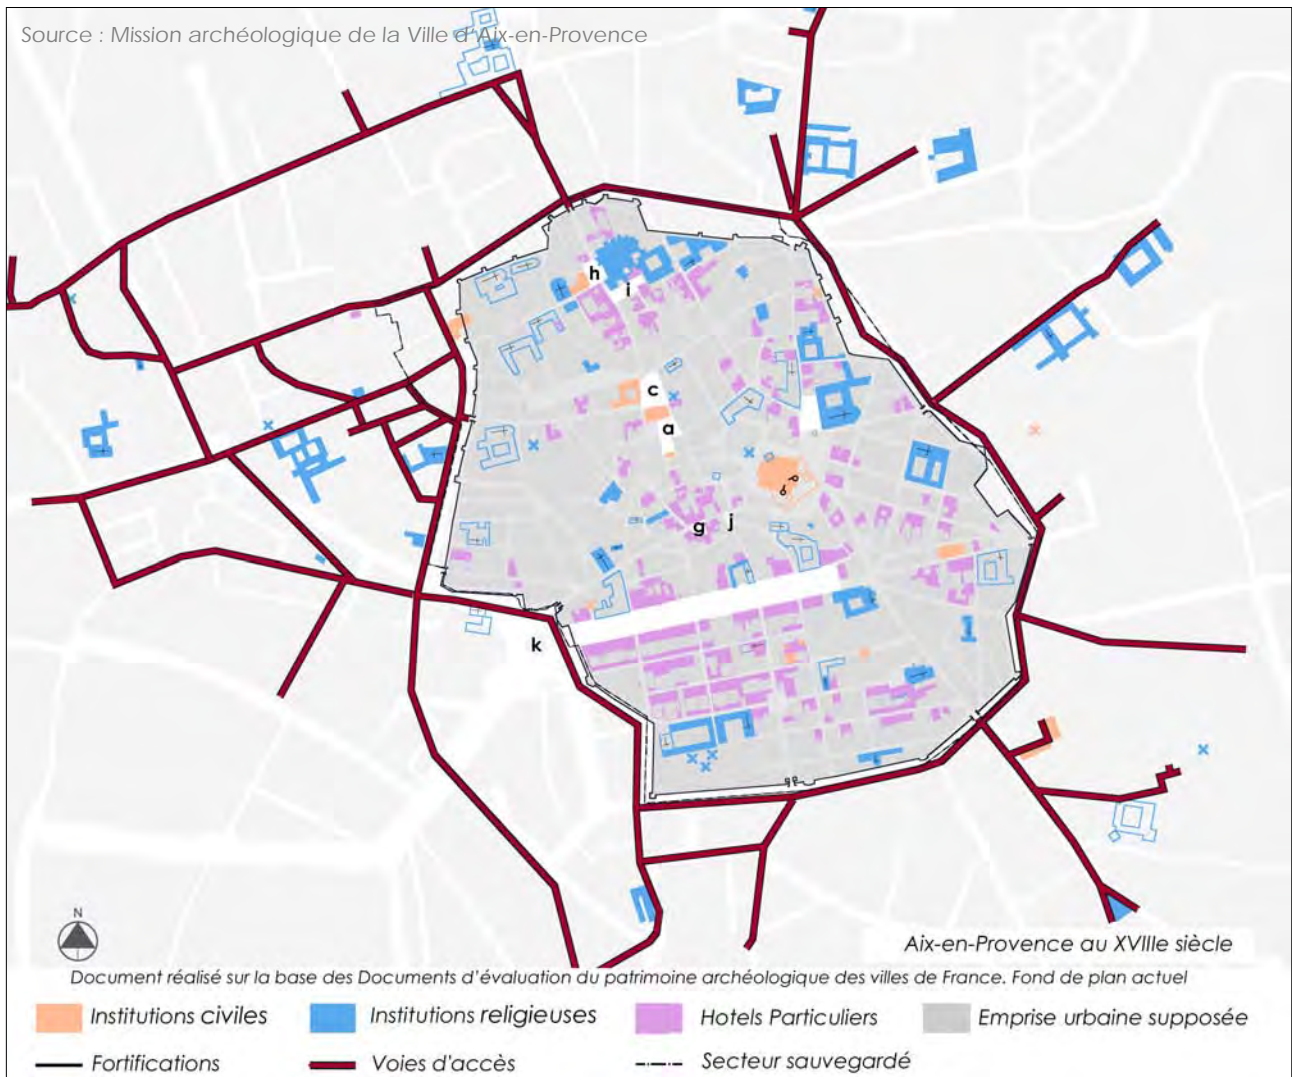 Source : Mission archéologique de la Ville d'Aix-en-Provence
h
i
c
a
g
j
k
N
Aix-en-Provence au XVIIIe siècle
Document réalisé sur la base des Documents d'évaluation du patrimoine archéologique des villes de France. Fond de plan actuel
Institutions civiles
Institutions religieuses
Hotels Particuliers
Emprise urbaine supposée
Fortifications
Voies d'accès
Secteur sauvegardé